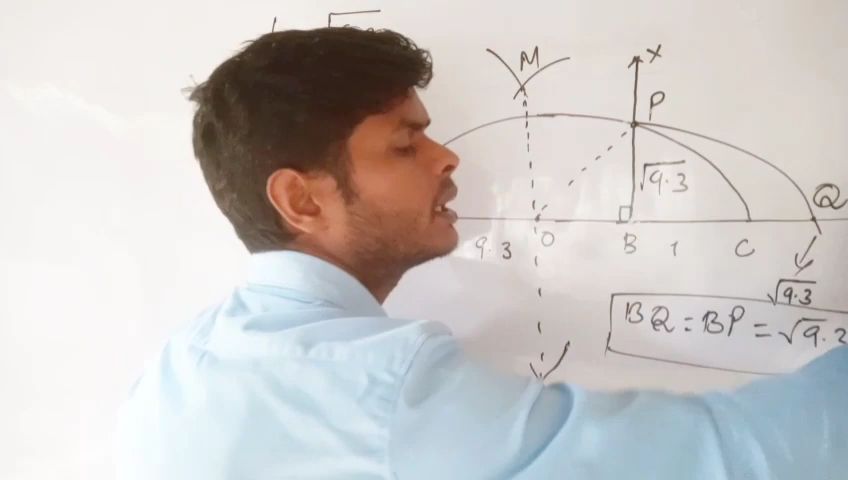 M
X
P
√9.3
Q
9.3
O
B
1
C
√9.3
BQ = BP = √9.3